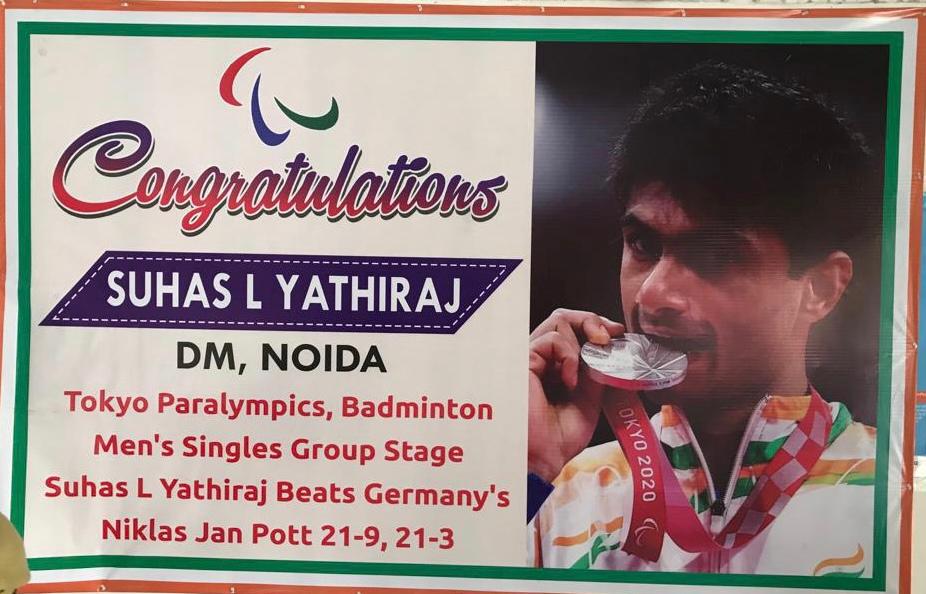 Congratulations
SUHAS L YATHIRAJ
DM, NOIDA
Tokyo Paralympics, Badminton
Men's Singles Group Stage
Suhas L Yathiraj Beats Germany's
Niklas Jan Pott 21-9, 21-3
OKYO 2020